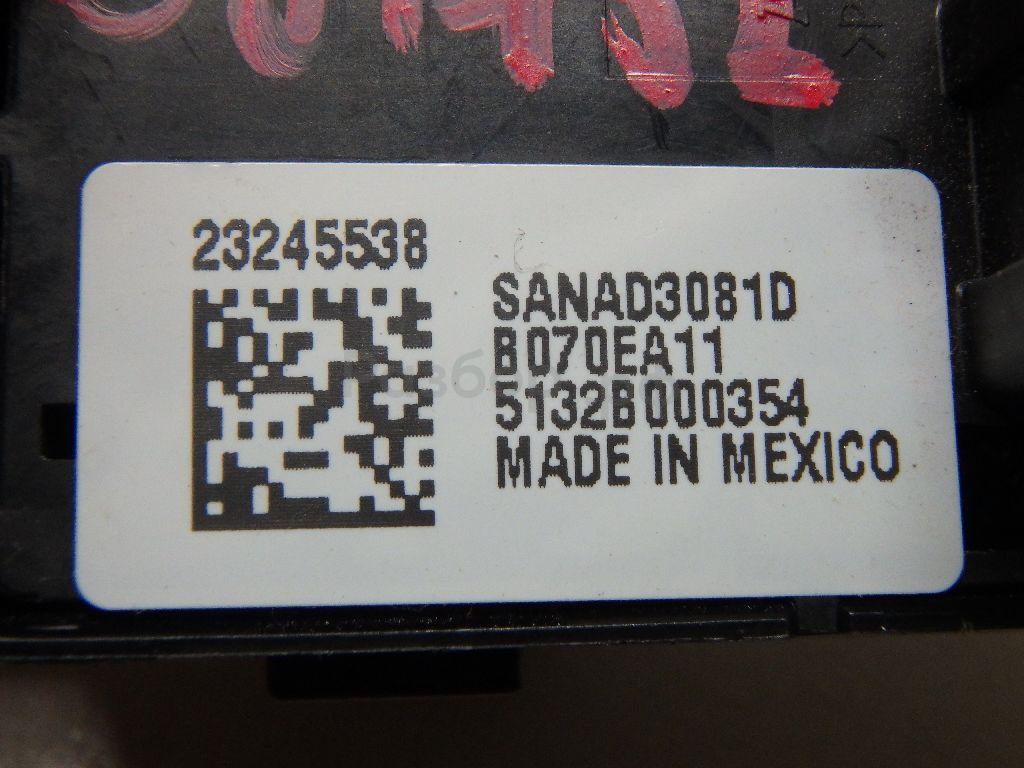 23245538
SANAD3081D
B070EA11
5132B000354
MADE IN MEXICO